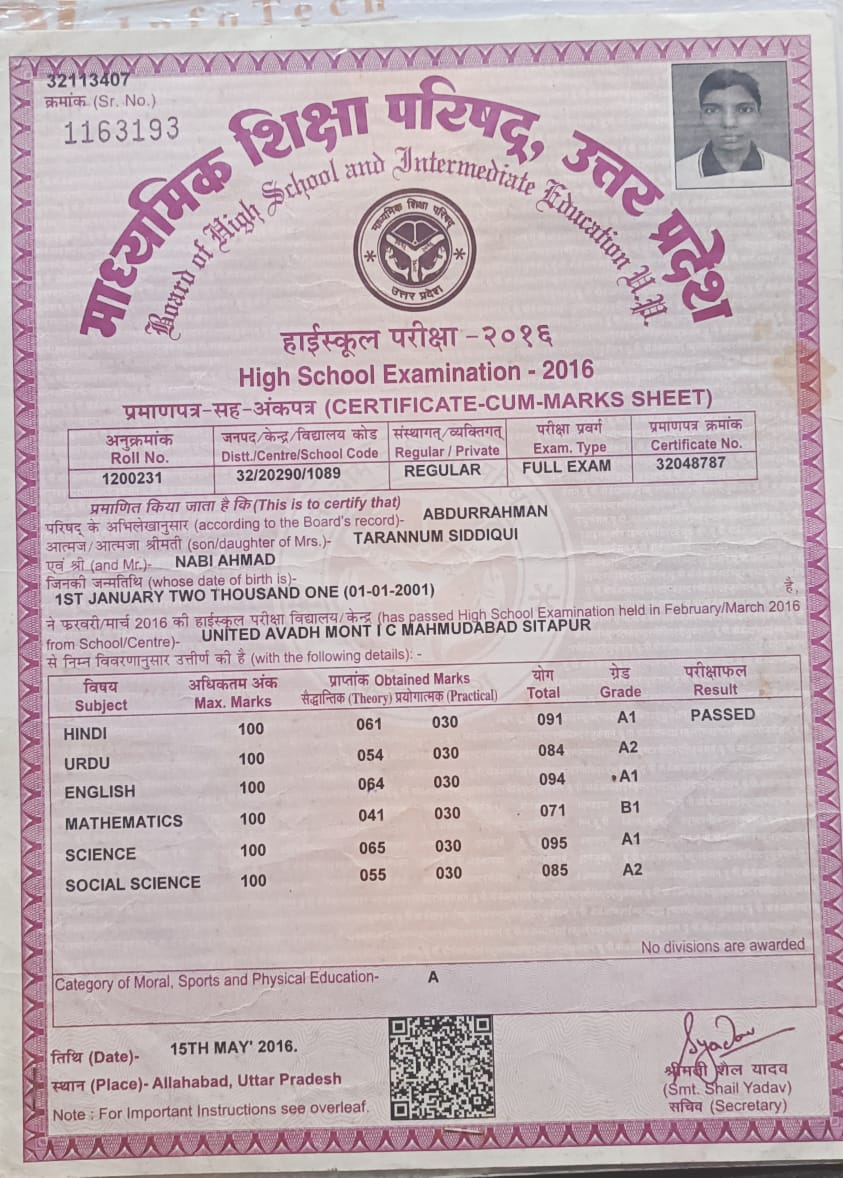 InfoTech
32113407
क्रमांक (Sr. No.)
1163193
माध्यमिक शिक्षा परिषद्, उत्तर प्रदेश
Board of High School and Intermediate Education U.P.
माध्यमिक शिक्षा परिषद्
उत्तर प्रदेश
हाईस्कूल परीक्षा -२०१६
High School Examination - 2016
प्रमाणपत्र-सह-अंकपत्र (CERTIFICATE-CUM-MARKS SHEET)
अनुक्रमांक जनपद/केन्द्र/विद्यालय कोड संस्थागत/व्यक्तिगत् परीक्षा प्रवर्ग प्रमाणपत्र क्रमांक
Roll No. Distt./Centre/School Code Regular / Private Exam. Type Certificate No.
1200231 32/20290/1089 REGULAR FULL EXAM 32048787
प्रमाणित किया जाता है कि (This is to certify that)
परिषद् के अभिलेखानुसार (according to the Board's record)- ABDURRAHMAN
आत्मज/आत्मजा श्रीमती (son/daughter of Mrs.)- TARANNUM SIDDIQUI
एवं श्री (and Mr.)- NABI AHMAD
जिनकी जन्मतिथि (whose date of birth is)-
1ST JANUARY TWO THOUSAND ONE (01-01-2001) है,
ने फरवरी/मार्च 2016 की हाईस्कूल परीक्षा विद्यालय/केन्द्र (has passed High School Examination held in February/March 2016
from School/Centre)- UNITED AVADH MONT I C MAHMUDABAD SITAPUR
से निम्न विवरणानुसार उत्तीर्ण की है (with the following details): -
विषय अधिकतम अंक प्राप्तांक Obtained Marks योग ग्रेड परीक्षाफल
Subject Max. Marks सैद्धान्तिक (Theory) प्रयोगात्मक (Practical) Total Grade Result
HINDI 100 061 030 091 A1 PASSED
URDU 100 054 030 084 A2
ENGLISH 100 064 030 094 A1
MATHEMATICS 100 041 030 071 B1
SCIENCE 100 065 030 095 A1
SOCIAL SCIENCE 100 055 030 085 A2
No divisions are awarded
Category of Moral, Sports and Physical Education- A
तिथि (Date)- 15TH MAY' 2016.
स्थान (Place)- Allahabad, Uttar Pradesh
Note : For Important Instructions see overleaf.
SYadav
श्रीमती शैल यादव
(Smt. Shail Yadav)
सचिव (Secretary)